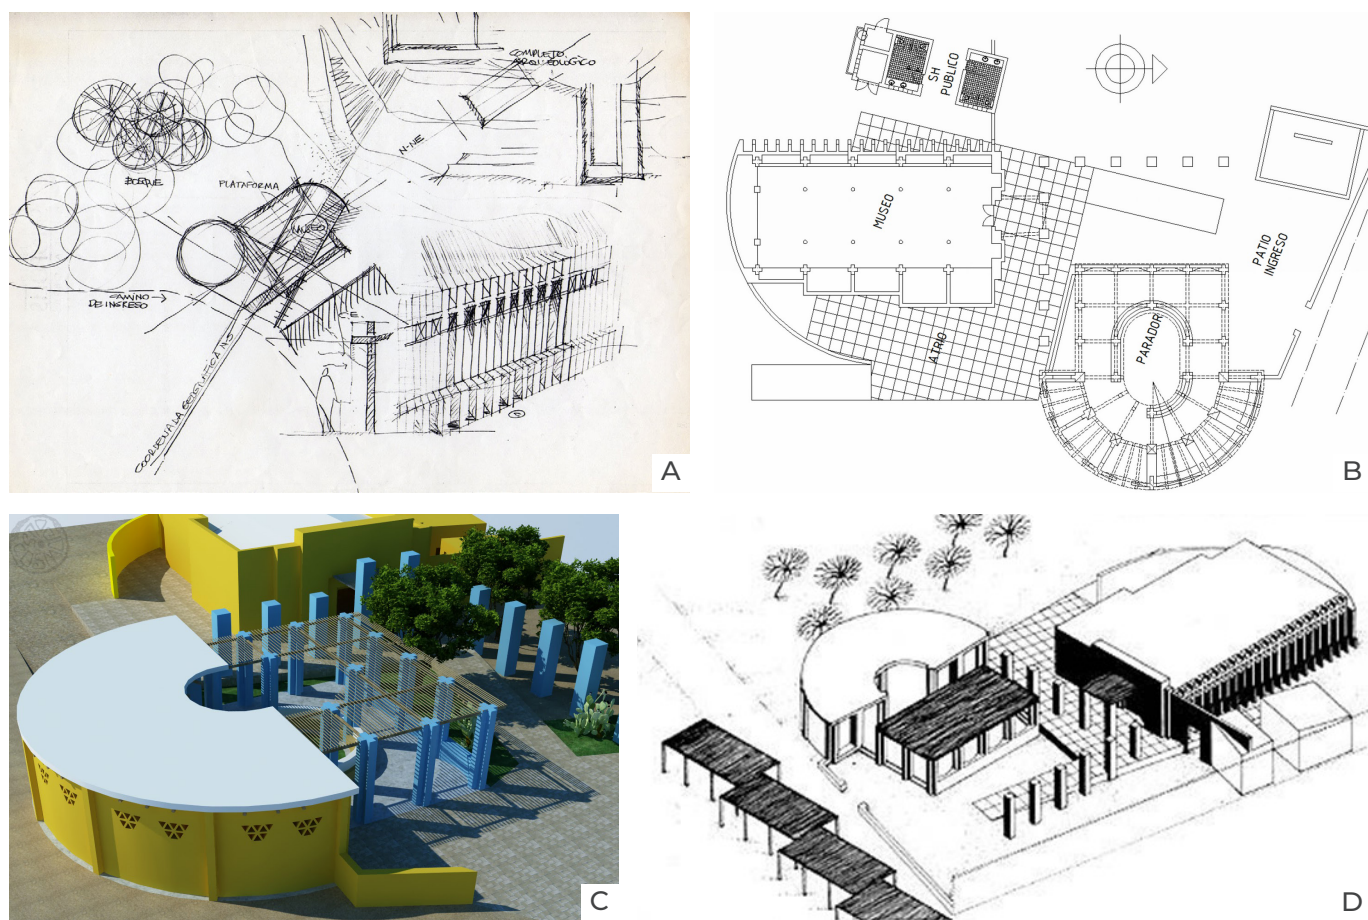 COMPLEJO
ARQUEOLOGICO
N-NE
BOSQUE
PLATAFORMA
MUSEO
CAMINO
DE INGRESO
E
A
SH
PUBLICO
MUSEO
PATIO
INGRESO
ATRIO
PARADOR
B
C
D